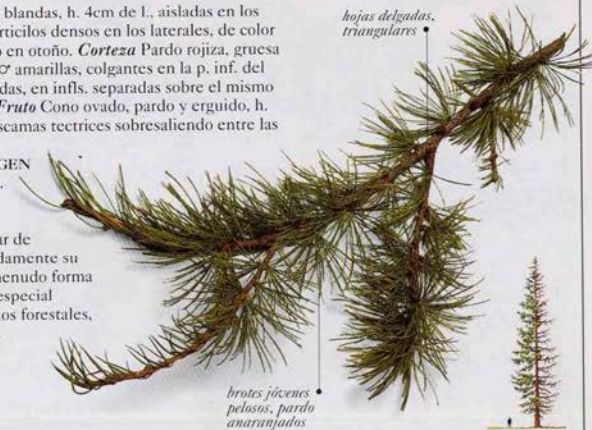 blandas, h. 4cm de l., aisladas en los
rticilos densos en los laterales, de color
en otoño. Corteza Pardo rojiza, gruesa
♂ amarillas, colgantes en la p. inf. del
das, en infls. separadas sobre el mismo
Fruto Cono ovado, pardo y erguido, h.
scamas tectrices sobresaliendo entre las
GEN
ar de
damente su
menudo forma
especial
os forestales,
hojas delgadas,
triangulares
brotes jóvenes
pelosos, pardo
anaranjados